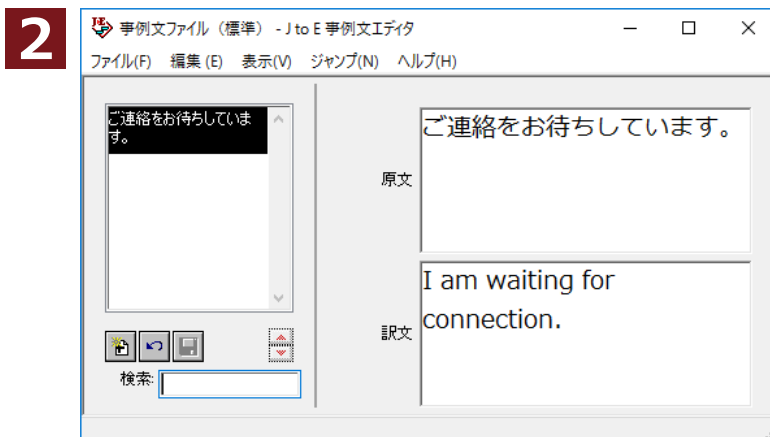 2
事例文ファイル（標準） - J to E 事例文エディタ
ファイル(F) 編集 (E) 表示(V) ジャンプ(N) ヘルプ(H)
ご連絡をお待ちしていま
す。
原文
ご連絡をお待ちしています。
訳文
I am waiting for
connection.
検索: